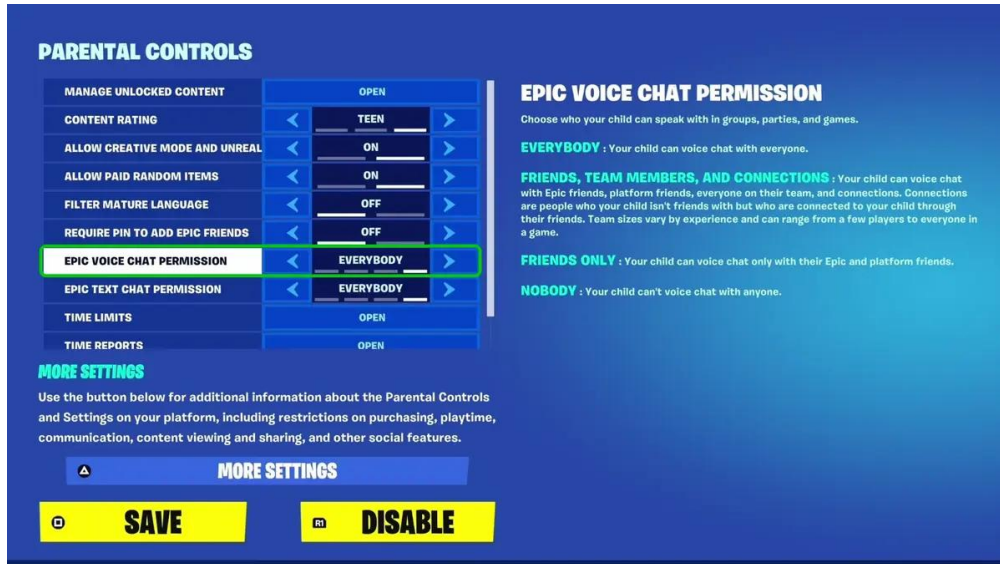 PARENTAL CONTROLS
MANAGE UNLOCKED CONTENT OPEN
CONTENT RATING TEEN
ALLOW CREATIVE MODE AND UNREAL ON
ALLOW PAID RANDOM ITEMS ON
FILTER MATURE LANGUAGE OFF
REQUIRE PIN TO ADD EPIC FRIENDS OFF
EPIC VOICE CHAT PERMISSION EVERYBODY
EPIC TEXT CHAT PERMISSION EVERYBODY
TIME LIMITS OPEN
TIME REPORTS OPEN
MORE SETTINGS
Use the button below for additional information about the Parental Controls
and Settings on your platform, including restrictions on purchasing, playtime,
communication, content viewing and sharing, and other social features.
MORE SETTINGS
SAVE
R1 DISABLE
EPIC VOICE CHAT PERMISSION
Choose who your child can speak with in groups, parties, and games.
EVERYBODY : Your child can voice chat with everyone.
FRIENDS, TEAM MEMBERS, AND CONNECTIONS : Your child can voice chat
with Epic friends, platform friends, everyone on their team, and connections. Connections
are people who your child isn't friends with but who are connected to your child through
their friends. Team sizes vary by experience and can range from a few players to everyone in
a game.
FRIENDS ONLY : Your child can voice chat only with their Epic and platform friends.
NOBODY : Your child can't voice chat with anyone.